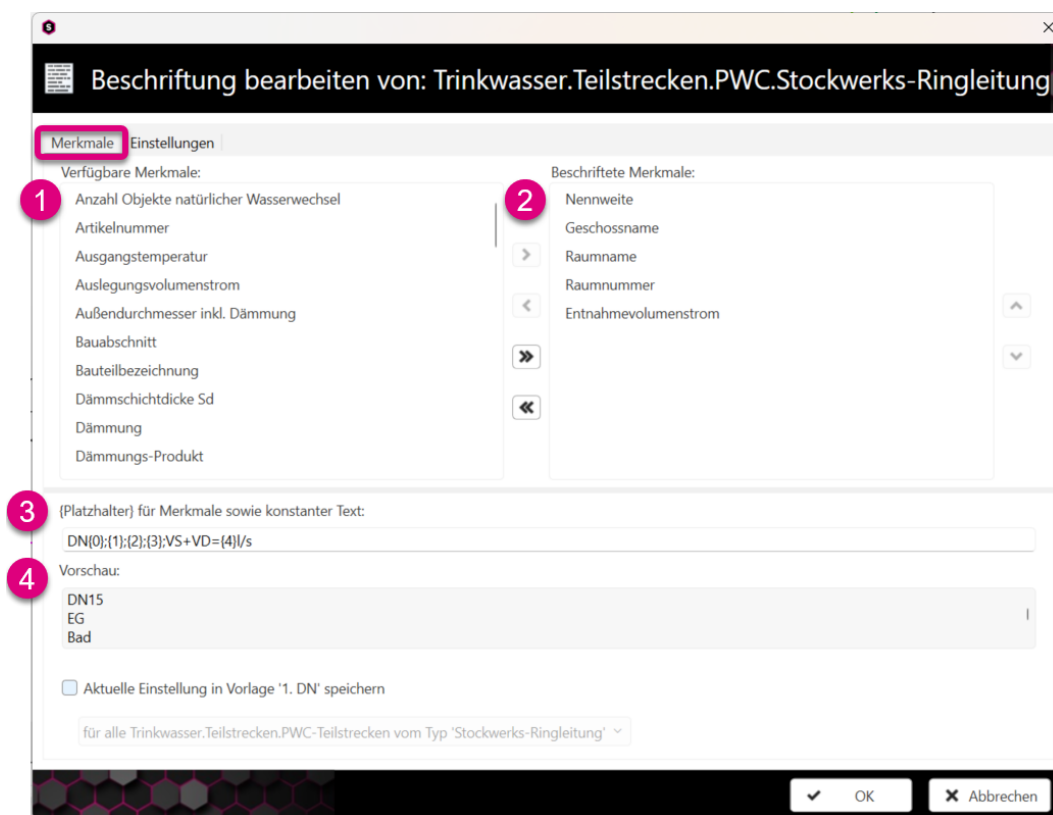 S
Beschriftung bearbeiten von: Trinkwasser.Teilstrecken.PWC.Stockwerks-Ringleitung
Merkmale Einstellungen
Verfügbare Merkmale:
1
Anzahl Objekte natürlicher Wasserwechsel
Artikelnummer
Ausgangstemperatur
Auslegungsvolumenstrom
Außendurchmesser inkl. Dämmung
Bauabschnitt
Bauteilbezeichnung
Dämmschichtdicke Sd
Dämmung
Dämmungs-Produkt
Beschriftete Merkmale:
2
Nennweite
Geschossname
Raumname
Raumnummer
Entnahmevolumenstrom
3
{Platzhalter} für Merkmale sowie konstanter Text:
DN{0};{1};{2};{3};VS+VD={4}l/s
4
Vorschau:
DN15
EG
Bad
Aktuelle Einstellung in Vorlage '1. DN' speichern
für alle Trinkwasser.Teilstrecken.PWC-Teilstrecken vom Typ 'Stockwerks-Ringleitung'
OK Abbrechen